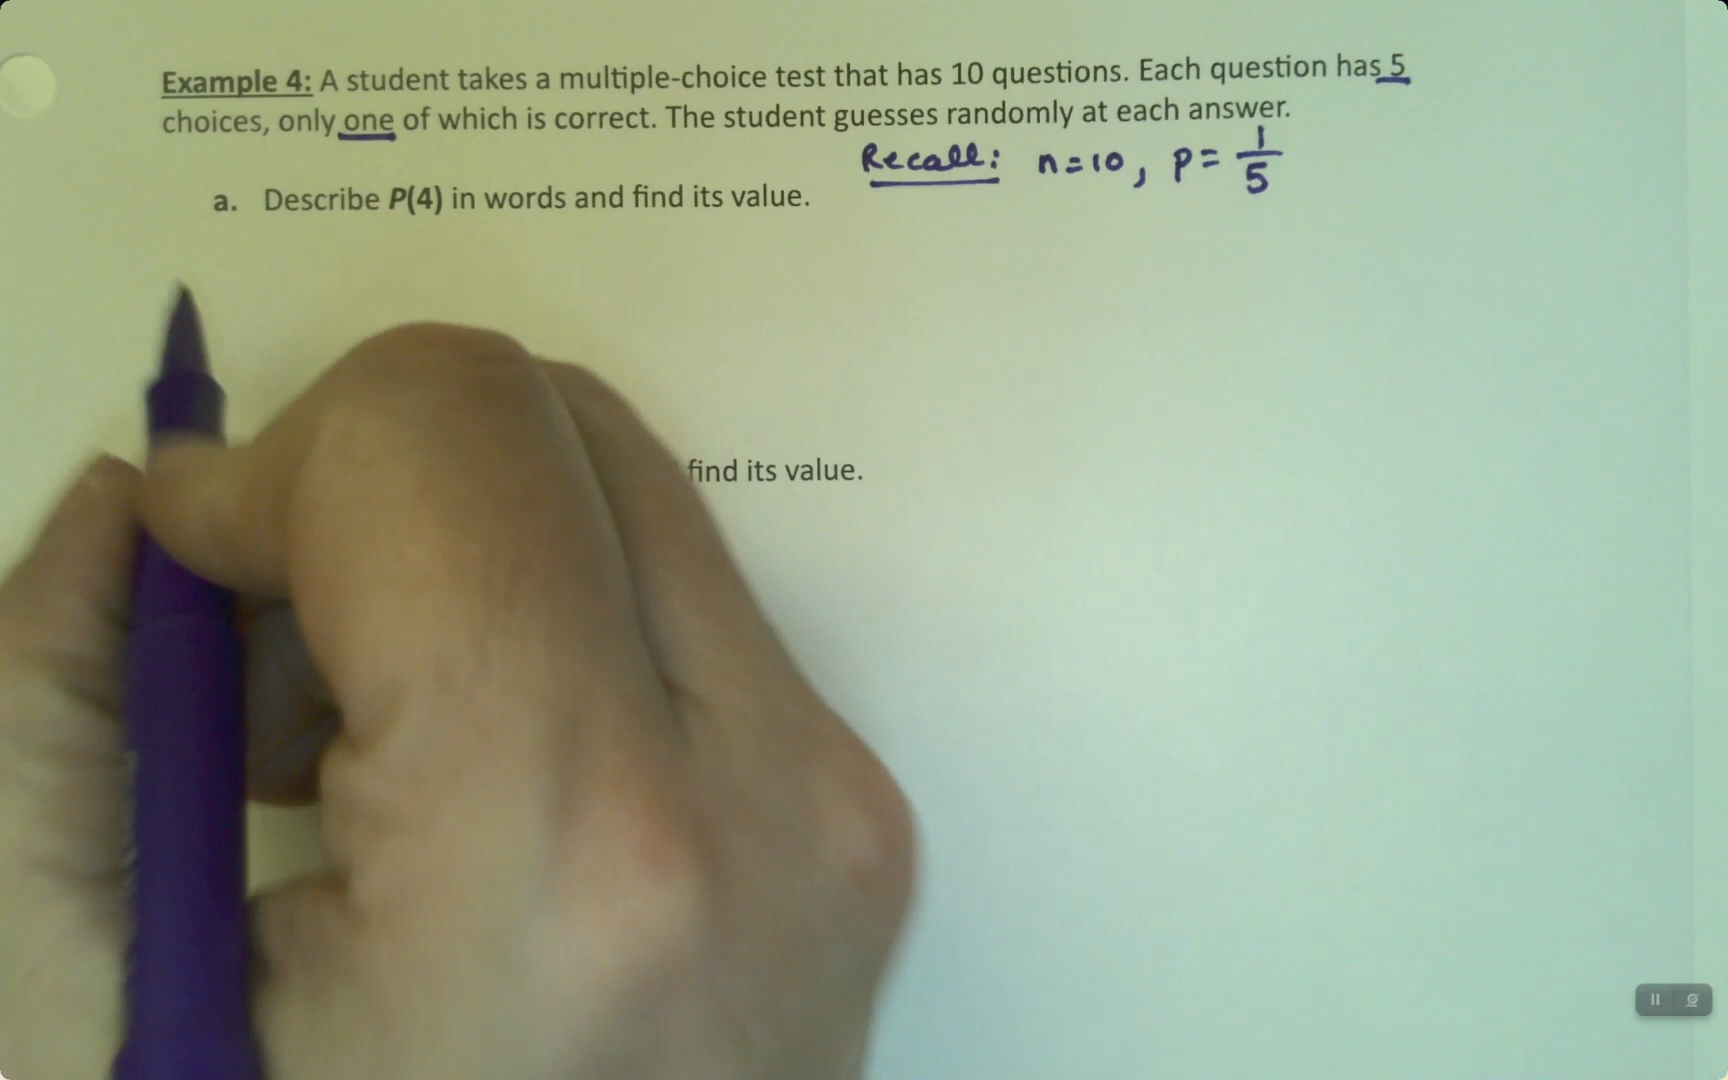 Example 4: A student takes a multiple-choice test that has 10 questions. Each question has 5
choices, only one of which is correct. The student guesses randomly at each answer.
Recall: n=10, p= 1/5
a. Describe P(4) in words and find its value.
find its value.